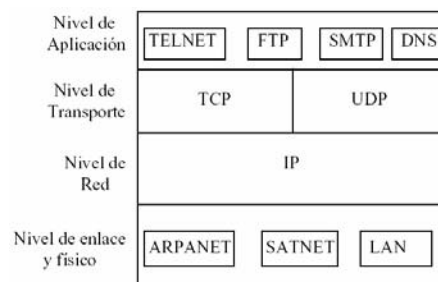 Nivel de
Aplicación
TELNET FTP SMTP DNS
Nivel de
Transporte
TCP UDP
Nivel de
Red
IP
Nivel de enlace
y físico
ARPANET SATNET LAN